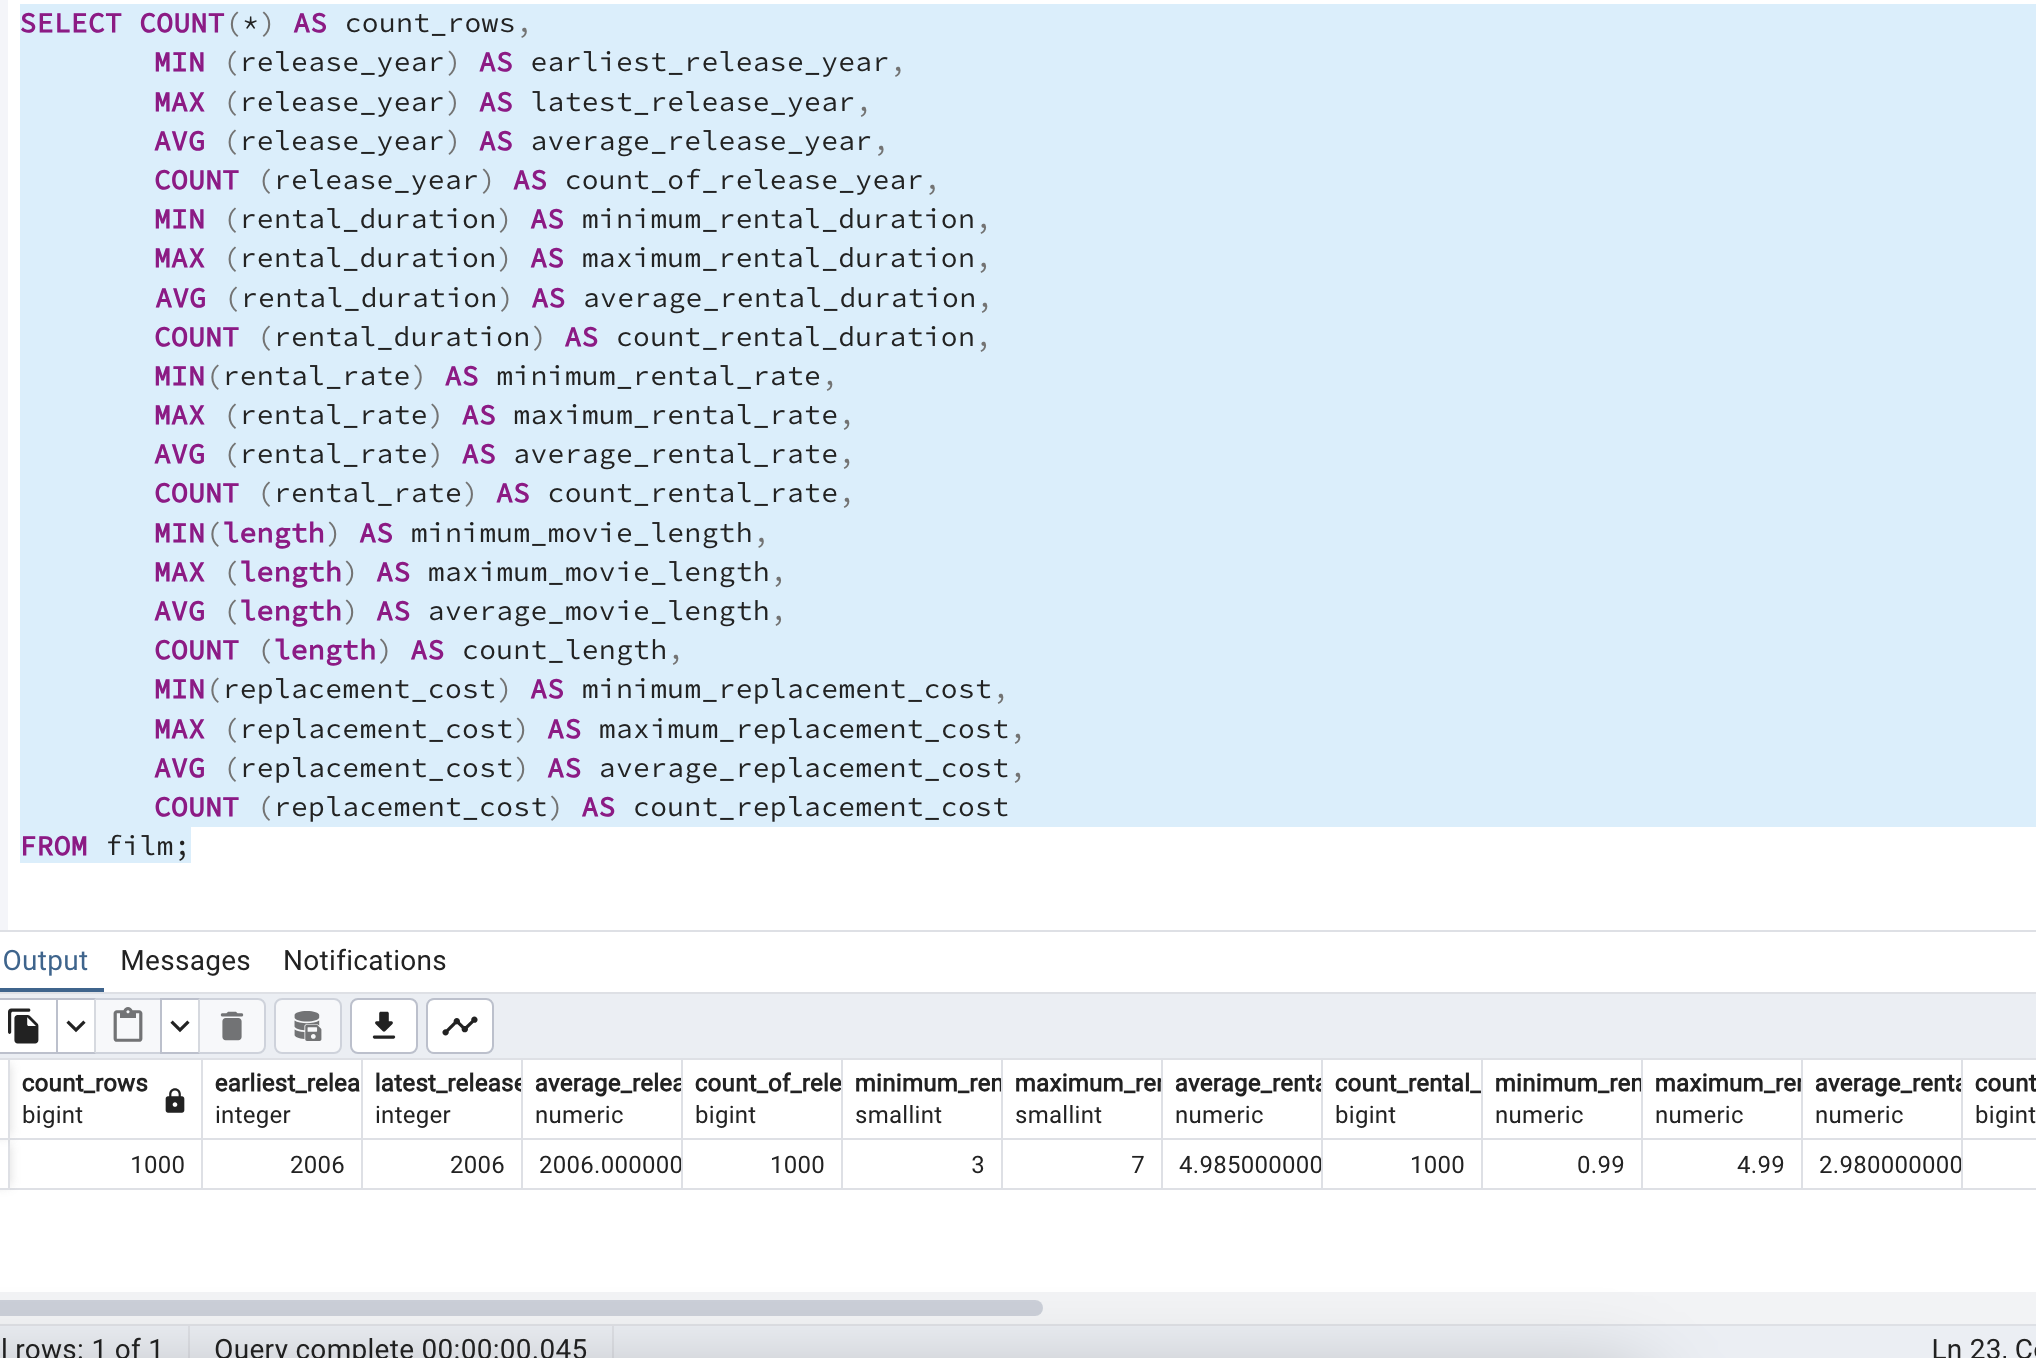 SELECT COUNT(*) AS count_rows,
MIN (release_year) AS earliest_release_year,
MAX (release_year) AS latest_release_year,
AVG (release_year) AS average_release_year,
COUNT (release_year) AS count_of_release_year,
MIN (rental_duration) AS minimum_rental_duration,
MAX (rental_duration) AS maximum_rental_duration,
AVG (rental_duration) AS average_rental_duration,
COUNT (rental_duration) AS count_rental_duration,
MIN(rental_rate) AS minimum_rental_rate,
MAX (rental_rate) AS maximum_rental_rate,
AVG (rental_rate) AS average_rental_rate,
COUNT (rental_rate) AS count_rental_rate,
MIN(length) AS minimum_movie_length,
MAX (length) AS maximum_movie_length,
AVG (length) AS average_movie_length,
COUNT (length) AS count_length,
MIN(replacement_cost) AS minimum_replacement_cost,
MAX (replacement_cost) AS maximum_replacement_cost,
AVG (replacement_cost) AS average_replacement_cost,
COUNT (replacement_cost) AS count_replacement_cost
FROM film;
Output Messages Notifications
count_rows earliest_relea latest_release average_relea count_of_rele minimum_ren maximum_rer average_renta count_rental_ minimum_ren maximum_rer average_renta count
bigint integer integer numeric bigint smallint smallint numeric bigint numeric numeric numeric bigint
1000 2006 2006 2006.000000 1000 3 7 4.985000000 1000 0.99 4.99 2.980000000
l rows: 1 of 1 Query complete 00:00:00.045 Ln 23, C